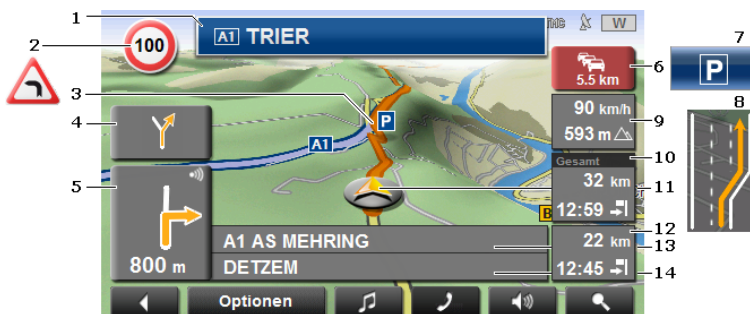 1
A1 TRIER
TMC
W
2
100
7
P
6
5.5 km
8
3
P
4
A1
90 km/h
593 m
9
Gesamt
10
5
32 km
11
12:59
B
12
800 m
A1 AS MEHRING
22 km
13
DETZEM
12:45
14
Optionen